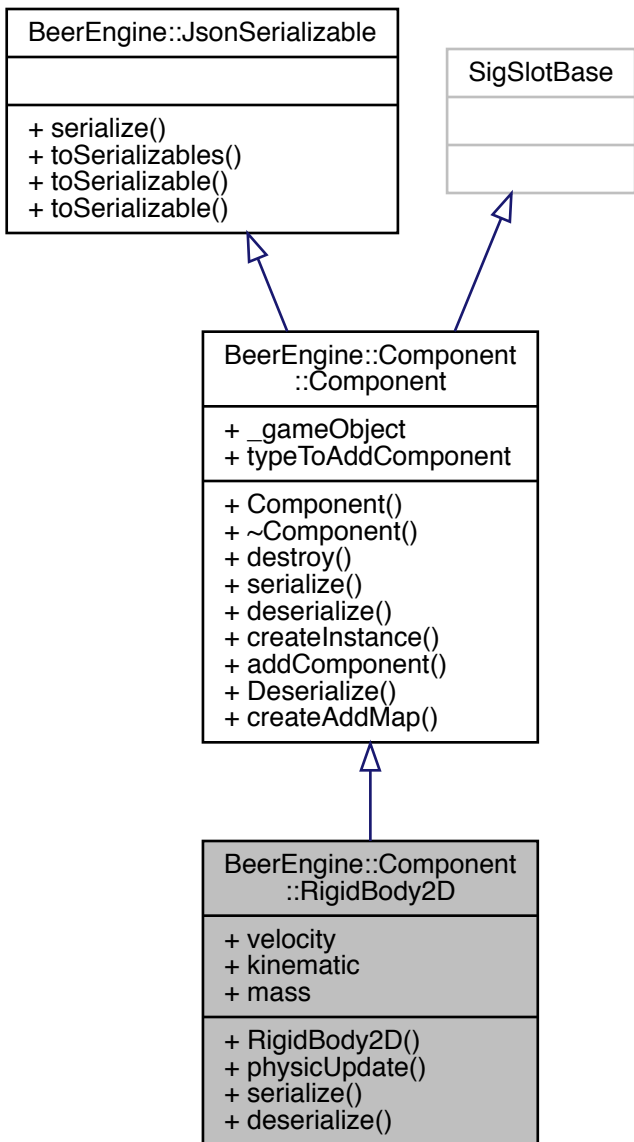 BeerEngine::JsonSerializable
+ serialize()
+ toSerializables()
+ toSerializable()
+ toSerializable()
SigSlotBase
BeerEngine::Component
::Component
+ _gameObject
+ typeToAddComponent
+ Component()
+ ~Component()
+ destroy()
+ serialize()
+ deserialize()
+ createInstance()
+ addComponent()
+ Deserialize()
+ createAddMap()
BeerEngine::Component
::RigidBody2D
+ velocity
+ kinematic
+ mass
+ RigidBody2D()
+ physicUpdate()
+ serialize()
+ deserialize()